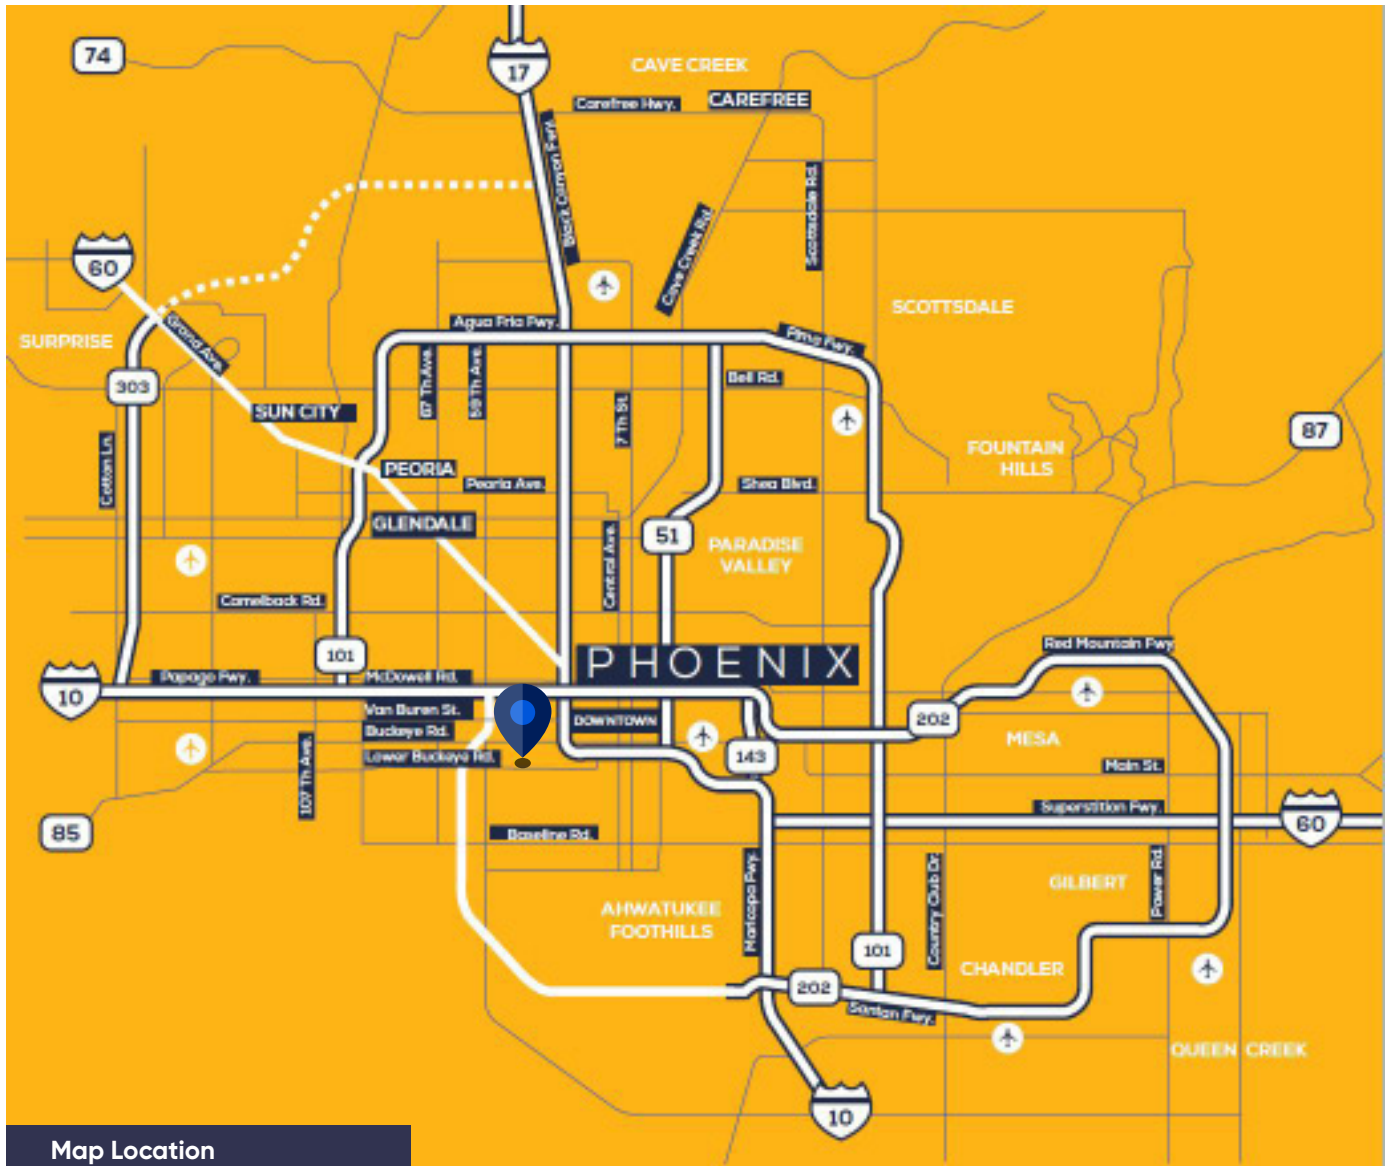 74
17
CAVE CREEK
Carefree Hwy.
CAREFREE
Black Canyon Fwy.
Scottsdale Rd.
Cave Creek Rd
60
SURPRISE
Grand Ave.
SCOTTSDALE
Agua Fria Fwy.
Pima Fwy.
303
67 Th Ave.
59 Th Ave.
Bell Rd.
SUN CITY
7 Th St.
87
FOUNTAIN
HILLS
Cotton Ln.
PEORIA
Peoria Ave.
Shea Blvd.
GLENDALE
51
PARADISE
VALLEY
Central Ave.
Camelback Rd.
101
PHOENIX
Red Mountain Fwy
10
Papago Fwy.
McDowell Rd.
Van Buren St.
DOWNTOWN
202
Buckeye Rd.
MESA
Lower Buckeye Rd.
143
107 Th Ave.
Main St.
85
Baseline Rd.
Superstition Fwy.
60
Maricopa Fwy.
Country Club Dr.
Power Rd.
GILBERT
AHWATUKEE
FOOTHILLS
101
CHANDLER
202
Santan Fwy.
QUEEN CREEK
10
Map Location